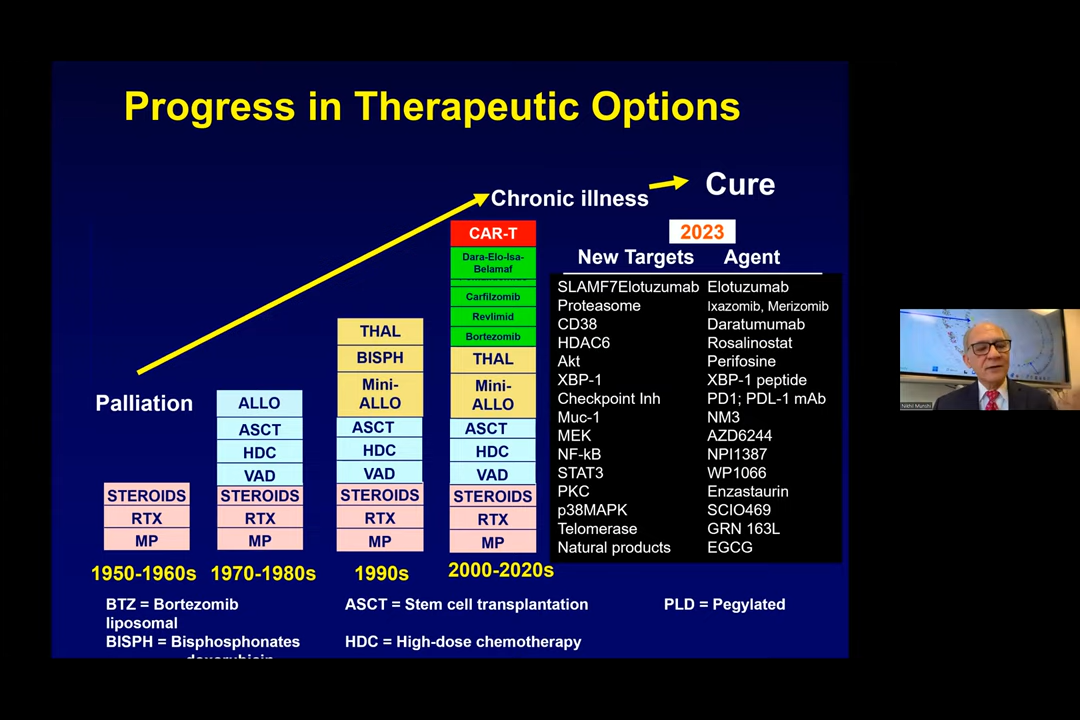 Progress in Therapeutic Options
Chronic illness
Cure
Palliation
STEROIDS
RTX
MP
1950-1960s
ALLO
ASCT
HDC
VAD
STEROIDS
RTX
MP
1970-1980s
THAL
BISPH
Mini-
ALLO
ASCT
HDC
VAD
STEROIDS
RTX
MP
1990s
CAR-T
Dara-Elo-Isa-
Belamaf
Carfilzomib
Revlimid
Bortezomib
THAL
Mini-
ALLO
ASCT
HDC
VAD
STEROIDS
RTX
MP
2000-2020s
2023
New Targets Agent
SLAMF7Elotuzumab Elotuzumab
Proteasome Ixazomib, Merizomib
CD38 Daratumumab
HDAC6 Rosalinostat
Akt Perifosine
XBP-1 XBP-1 peptide
Checkpoint Inh PD1; PDL-1 mAb
Muc-1 NM3
MEK AZD6244
NF-kB NPI1387
STAT3 WP1066
PKC Enzastaurin
p38MAPK SCIO469
Telomerase GRN 163L
Natural products EGCG
BTZ = Bortezomib ASCT = Stem cell transplantation PLD = Pegylated
liposomal
BISPH = Bisphosphonates HDC = High-dose chemotherapy
Nikhil Munshi